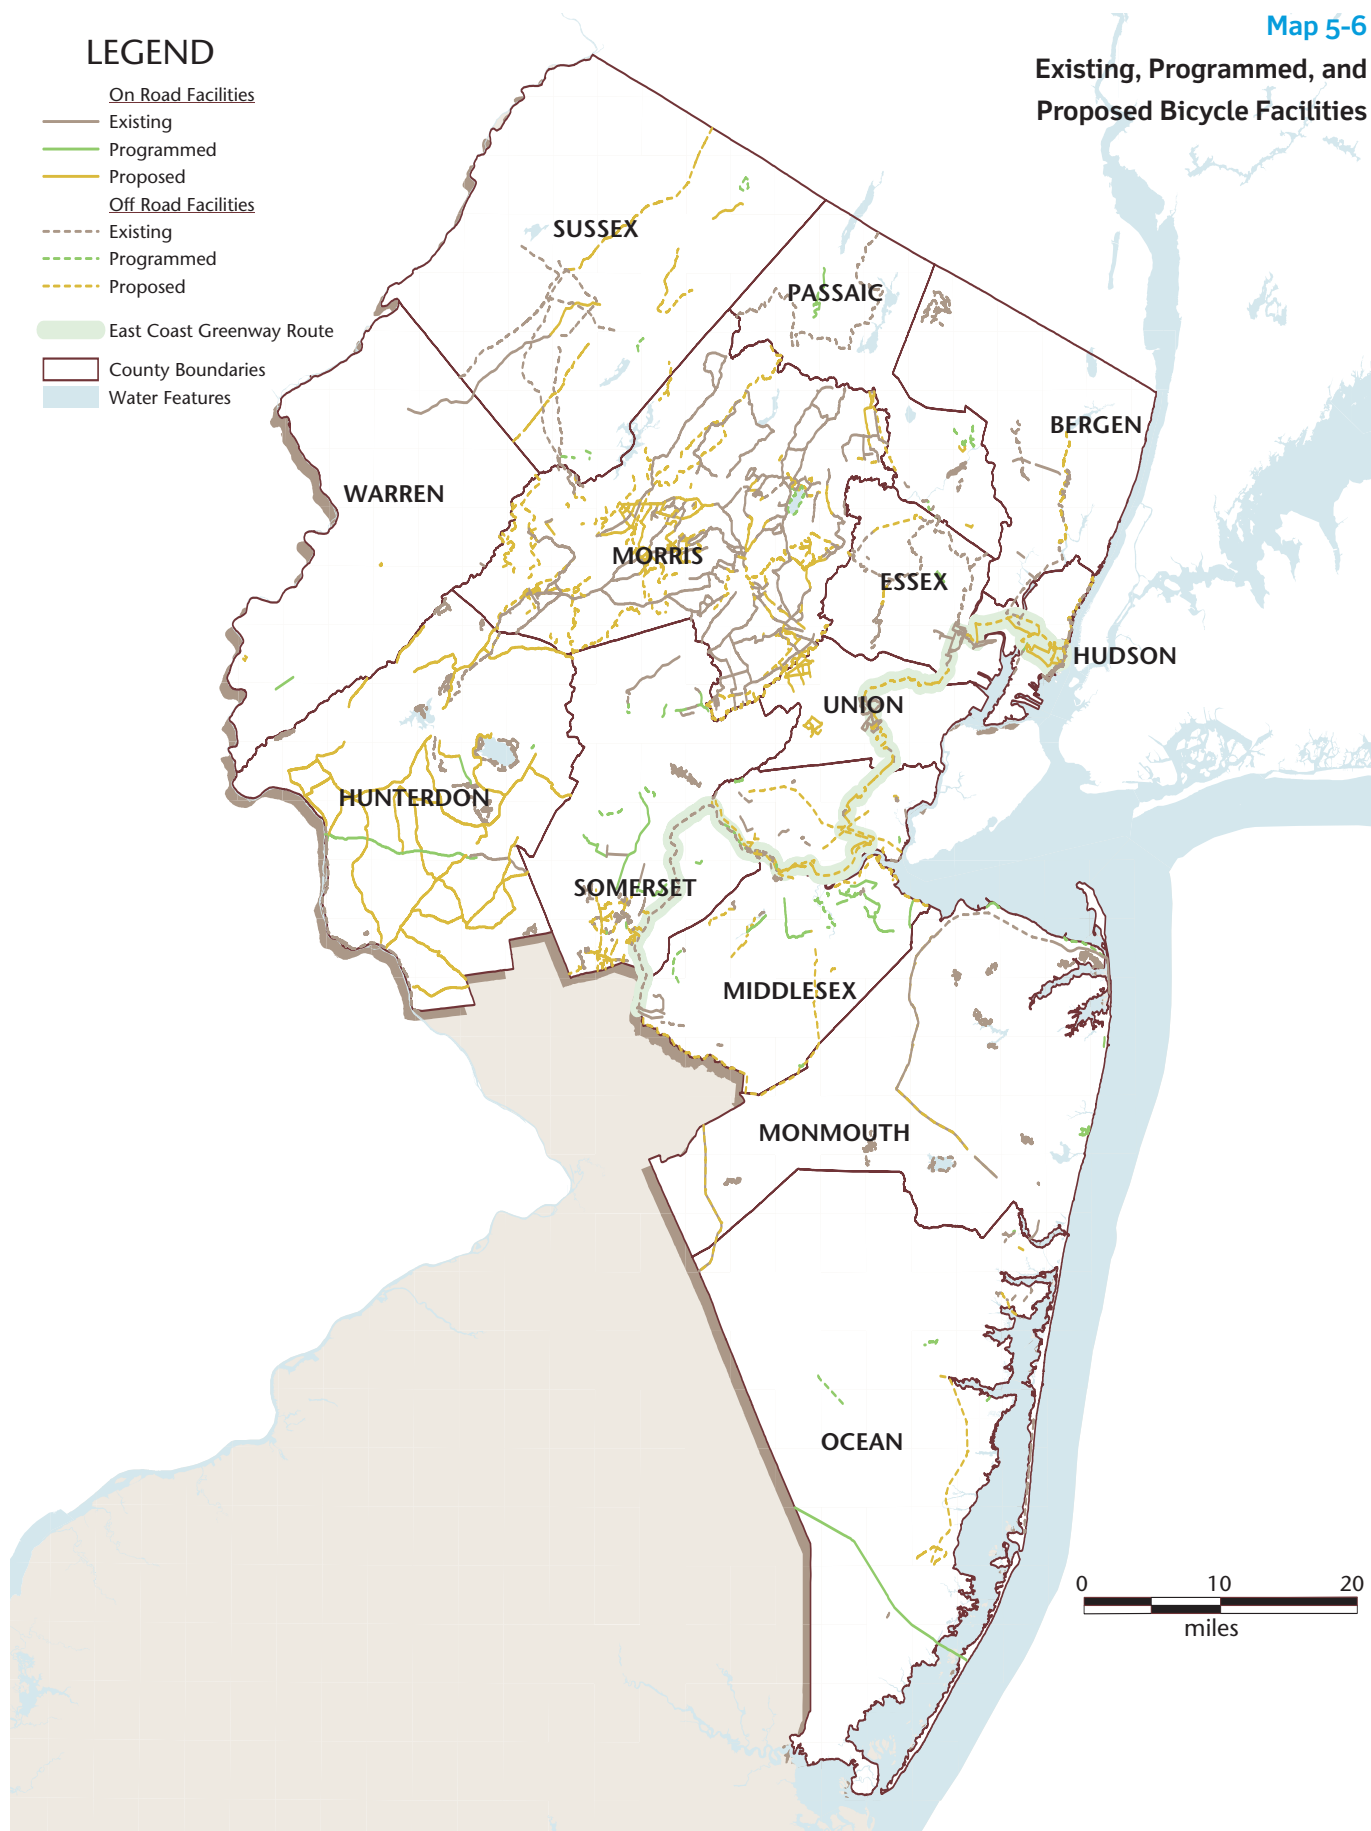 Map 5-6
Existing, Programmed, and
Proposed Bicycle Facilities
LEGEND
On Road Facilities
Existing
Programmed
Proposed
Off Road Facilities
Existing
Programmed
Proposed
East Coast Greenway Route
County Boundaries
Water Features
SUSSEX
PASSAIC
BERGEN
WARREN
MORRIS
ESSEX
HUDSON
UNION
HUNTERDON
SOMERSET
MIDDLESEX
MONMOUTH
OCEAN
0 10 20
miles